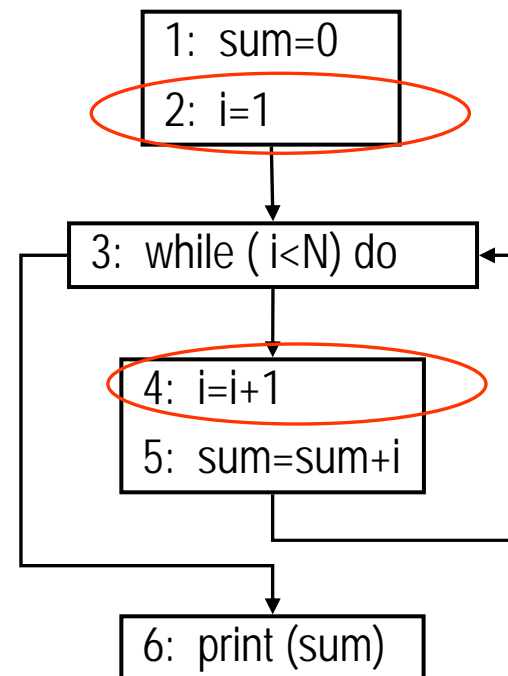 1: sum=0
2: i=1
3: while ( i<N) do
4: i=i+1
5: sum=sum+i
6: print (sum)